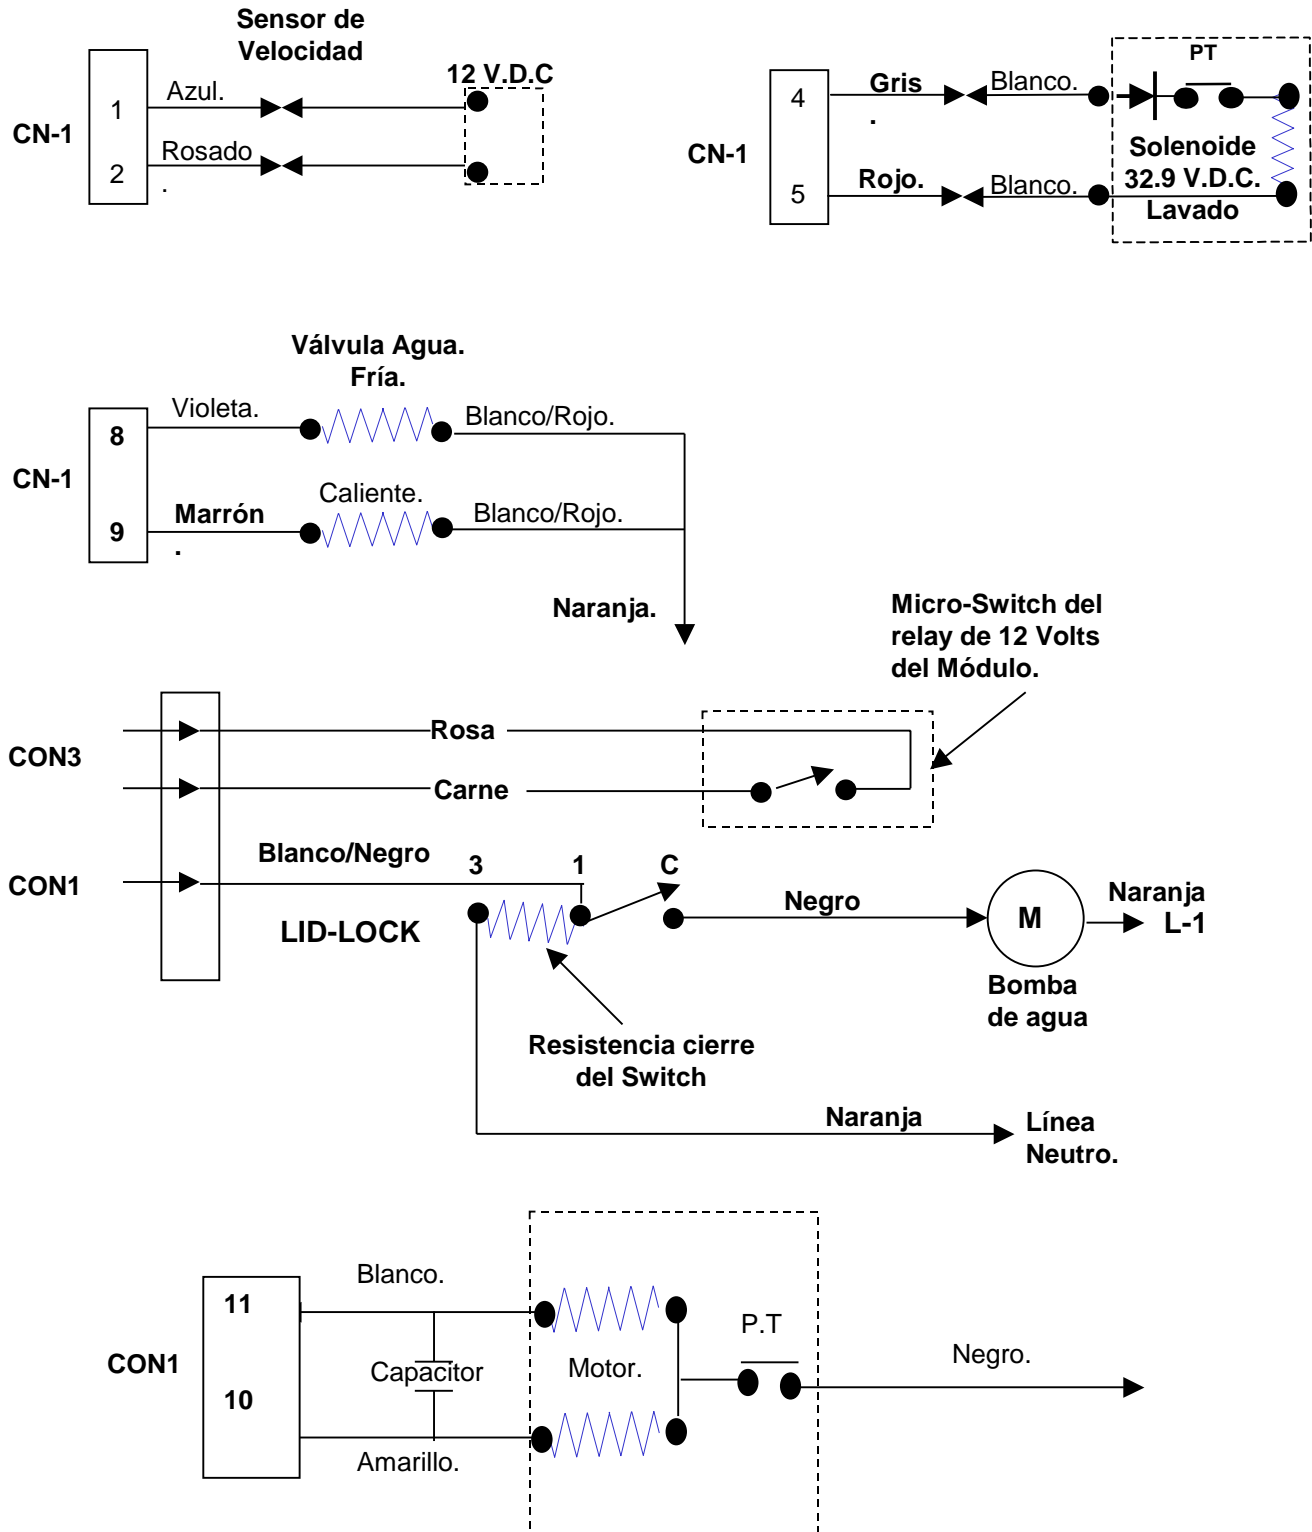 Sensor de
Velocidad
12 V.D.C
CN-1
1
Azul.
2
Rosado
.
PT
CN-1
4
Gris
.
Blanco.
5
Rojo.
Blanco.
Solenoide
32.9 V.D.C.
Lavado
Válvula Agua.
Fría.
CN-1
8
Violeta.
Blanco/Rojo.
9
Marrón
.
Caliente.
Blanco/Rojo.
Naranja.
Micro-Switch del
relay de 12 Volts
del Módulo.
CON3
Rosa
Carne
CON1
Blanco/Negro
3
1
C
LID-LOCK
Negro
M
Naranja
L-1
Bomba
de agua
Resistencia cierre
del Switch
Naranja
Línea
Neutro.
CON1
11
Blanco.
10
Capacitor
Amarillo.
Motor.
P.T
Negro.